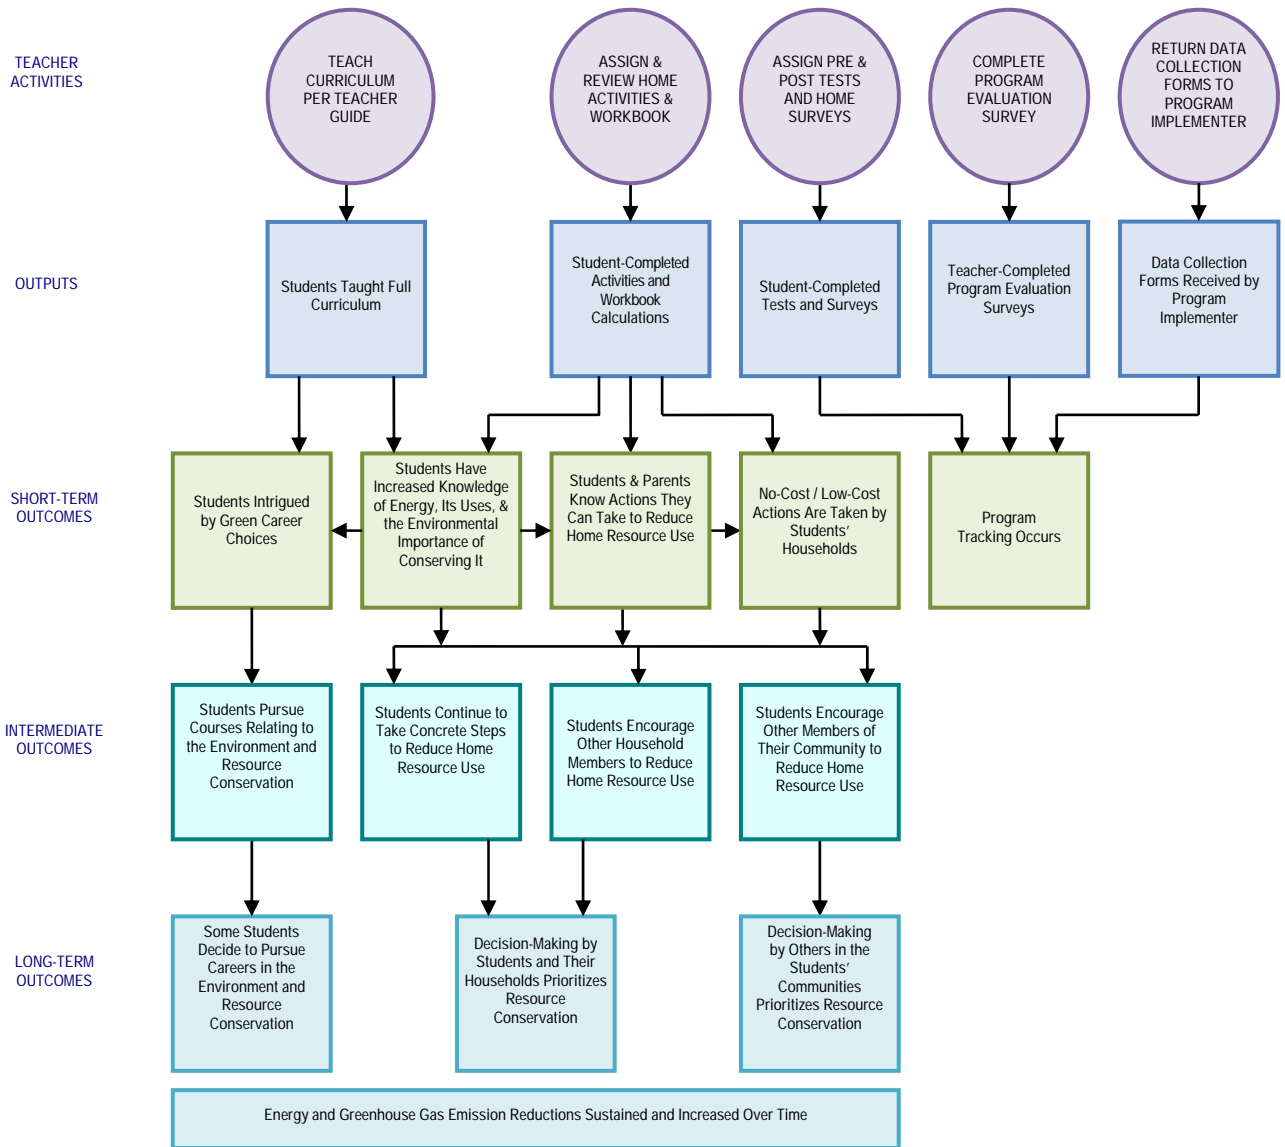 TEACHER
ACTIVITIES
TEACH
CURRICULUM
PER TEACHER
GUIDE
ASSIGN &
REVIEW HOME
ACTIVITIES &
WORKBOOK
ASSIGN PRE &
POST TESTS
AND HOME
SURVEYS
COMPLETE
PROGRAM
EVALUATION
SURVEY
RETURN DATA
COLLECTION
FORMS TO
PROGRAM
IMPLEMENTER
OUTPUTS
Students Taught Full
Curriculum
Student-Completed
Activities and
Workbook
Calculations
Student-Completed
Tests and Surveys
Teacher-Completed
Program Evaluation
Surveys
Data Collection
Forms Received by
Program
Implementer
SHORT-TERM
OUTCOMES
Students Intrigued
by Green Career
Choices
Students Have
Increased Knowledge
of Energy, Its Uses, &
the Environmental
Importance of
Conserving It
Students & Parents
Know Actions They
Can Take to Reduce
Home Resource Use
No-Cost / Low-Cost
Actions Are Taken by
Students'
Households
Program
Tracking Occurs
INTERMEDIATE
OUTCOMES
Students Pursue
Courses Relating to
the Environment and
Resource
Conservation
Students Continue to
Take Concrete Steps
to Reduce Home
Resource Use
Students Encourage
Other Household
Members to Reduce
Home Resource Use
Students Encourage
Other Members of
Their Community to
Reduce Home
Resource Use
LONG-TERM
OUTCOMES
Some Students
Decide to Pursue
Careers in the
Environment and
Resource
Conservation
Decision-Making by
Students and Their
Households Prioritizes
Resource
Conservation
Decision-Making
by Others in the
Students'
Communities
Prioritizes Resource
Conservation
Energy and Greenhouse Gas Emission Reductions Sustained and Increased Over Time